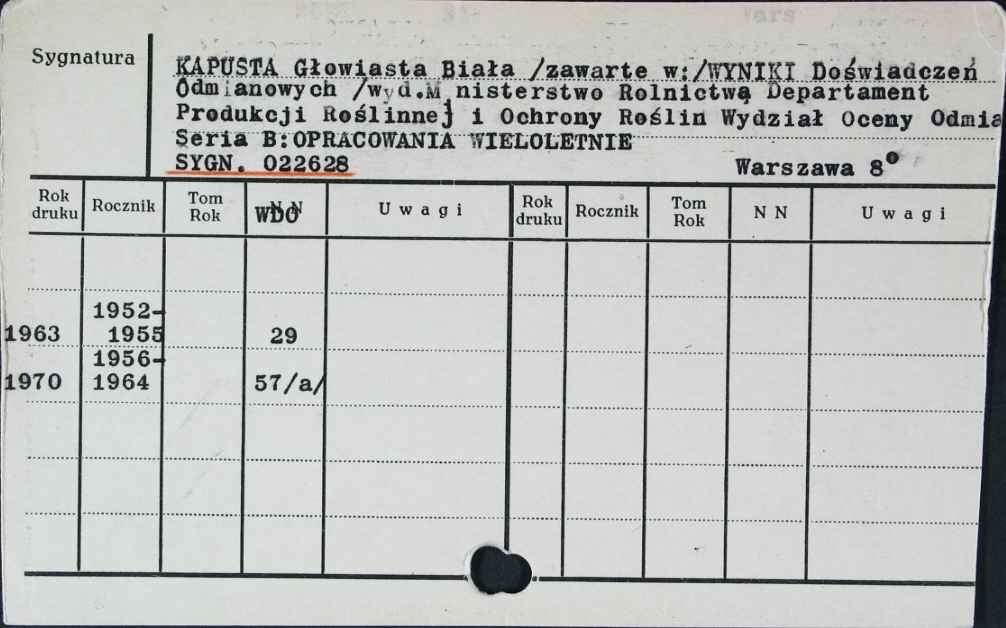 Sygnatura
KAPUSTA Głowiasta Biała /zawarte w:/WYNIKI Doświadczeń
Odmianowych /wyd.Ministerstwo Rolnictwa Departament
Produkcji Roślinnej i Ochrony Roślin Wydział Oceny Odmia
Seria B:OPRACOWANIA WIELOLETNIE
SYGN. 022628 Warszawa 8°
Rok druku Rocznik Tom Rok WDO Uwagi Rok druku Rocznik Tom Rok NN Uwagi
1952-
1963 1955 29
1956-
1970 1964 57/a/